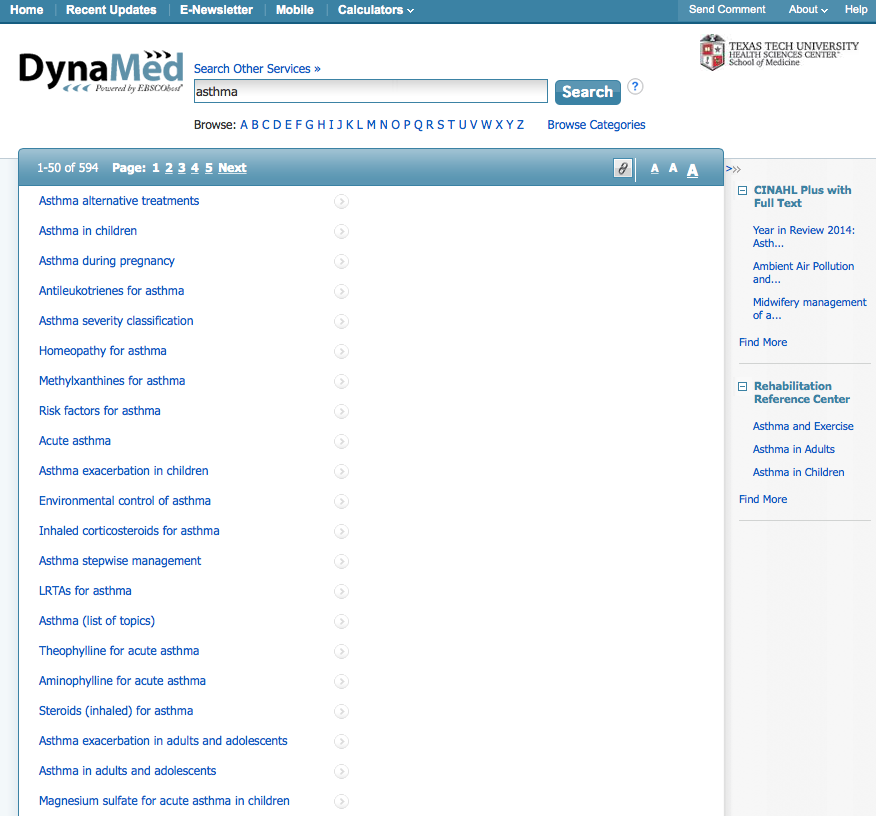 Home Recent Updates E-Newsletter Mobile Calculators Send Comment About Help
DynaMed
Powered by EBSCOhost®
Search Other Services »
asthma Search ?
Browse: A B C D E F G H I J K L M N O P Q R S T U V W X Y Z Browse Categories
TEXAS TECH UNIVERSITY
HEALTH SCIENCES CENTER
School of Medicine
1-50 of 594 Page: 1 2 3 4 5 Next A A A
Asthma alternative treatments
Asthma in children
Asthma during pregnancy
Antileukotrienes for asthma
Asthma severity classification
Homeopathy for asthma
Methylxanthines for asthma
Risk factors for asthma
Acute asthma
Asthma exacerbation in children
Environmental control of asthma
Inhaled corticosteroids for asthma
Asthma stepwise management
LRTAs for asthma
Asthma (list of topics)
Theophylline for acute asthma
Aminophylline for acute asthma
Steroids (inhaled) for asthma
Asthma exacerbation in adults and adolescents
Asthma in adults and adolescents
Magnesium sulfate for acute asthma in children
>»
CINAHL Plus with
Full Text
Year in Review 2014:
Asth...
Ambient Air Pollution
and...
Midwifery management
of a...
Find More
Rehabilitation
Reference Center
Asthma and Exercise
Asthma in Adults
Asthma in Children
Find More